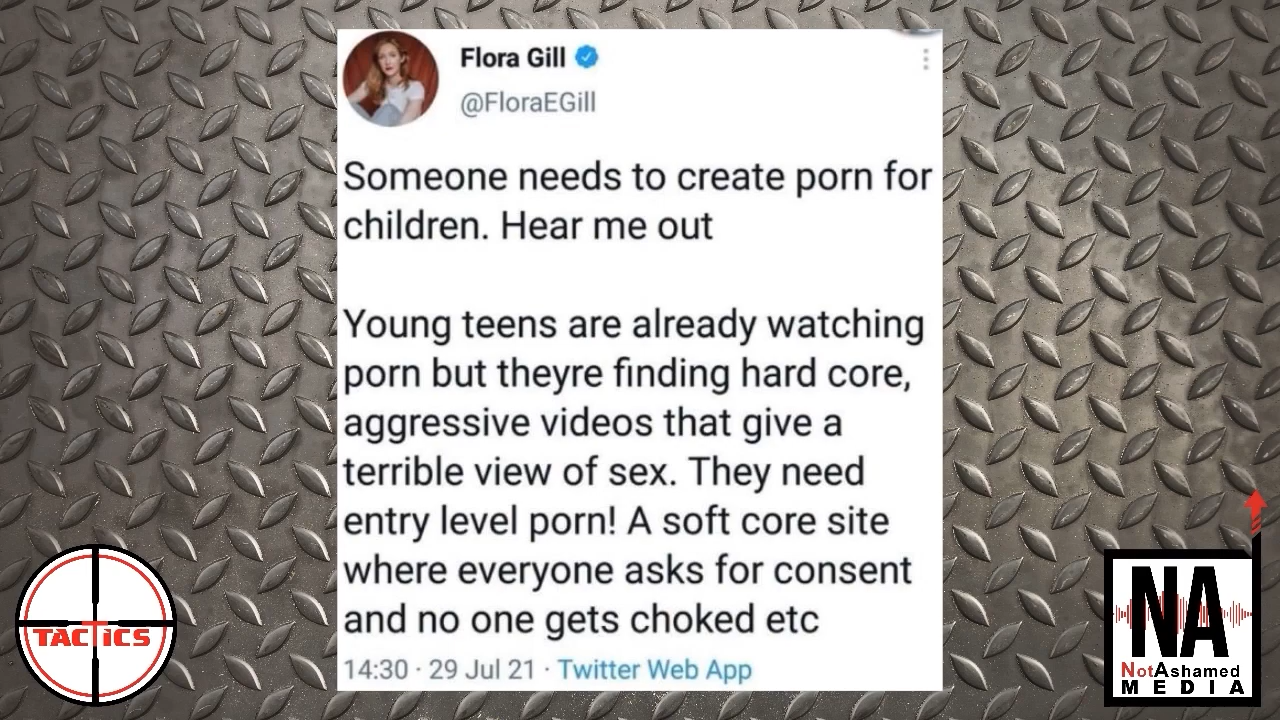 Flora Gill
@FloraEGill
Someone needs to create porn for
children. Hear me out
Young teens are already watching
porn but theyre finding hard core,
aggressive videos that give a
terrible view of sex. They need
entry level porn! A soft core site
where everyone asks for consent
and no one gets choked etc
14:30 · 29 Jul 21 · Twitter Web App
TACTICS
NA
NotAshamed
MEDIA